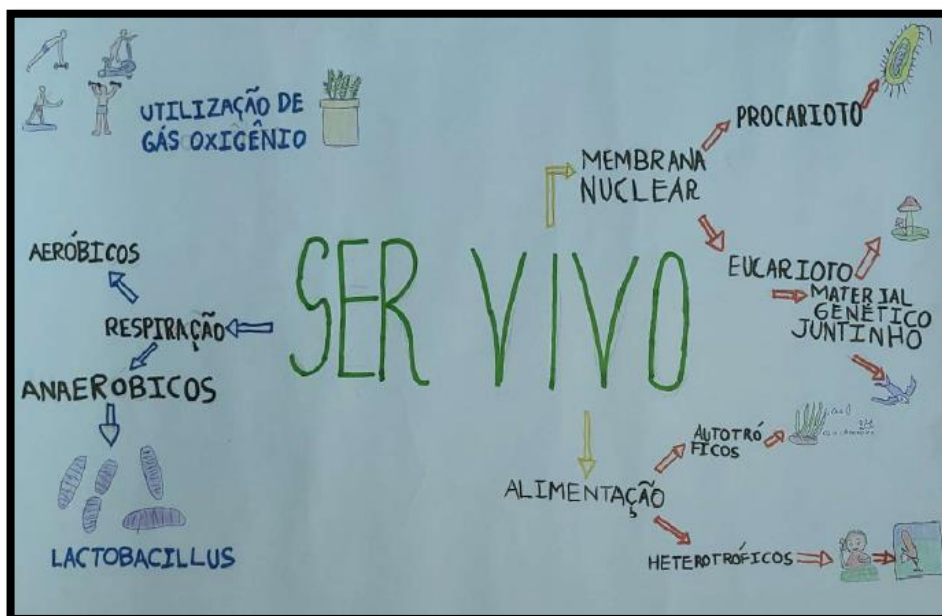 UTILIZAÇÃO DE
GÁS OXIGÊNIO
PROCARIOTO
MEMBRANA
NUCLEAR
AERÓBICOS
EUCARIOTO
MATERIAL
GENÉTICO
JUNTINHO
SER VIVO
RESPIRAÇÃO
ANAEROBICOS
AUTOTRÓ
FICOS
ALIMENTAÇÃO
LACTOBACILLUS
HETEROTRÓFICOS